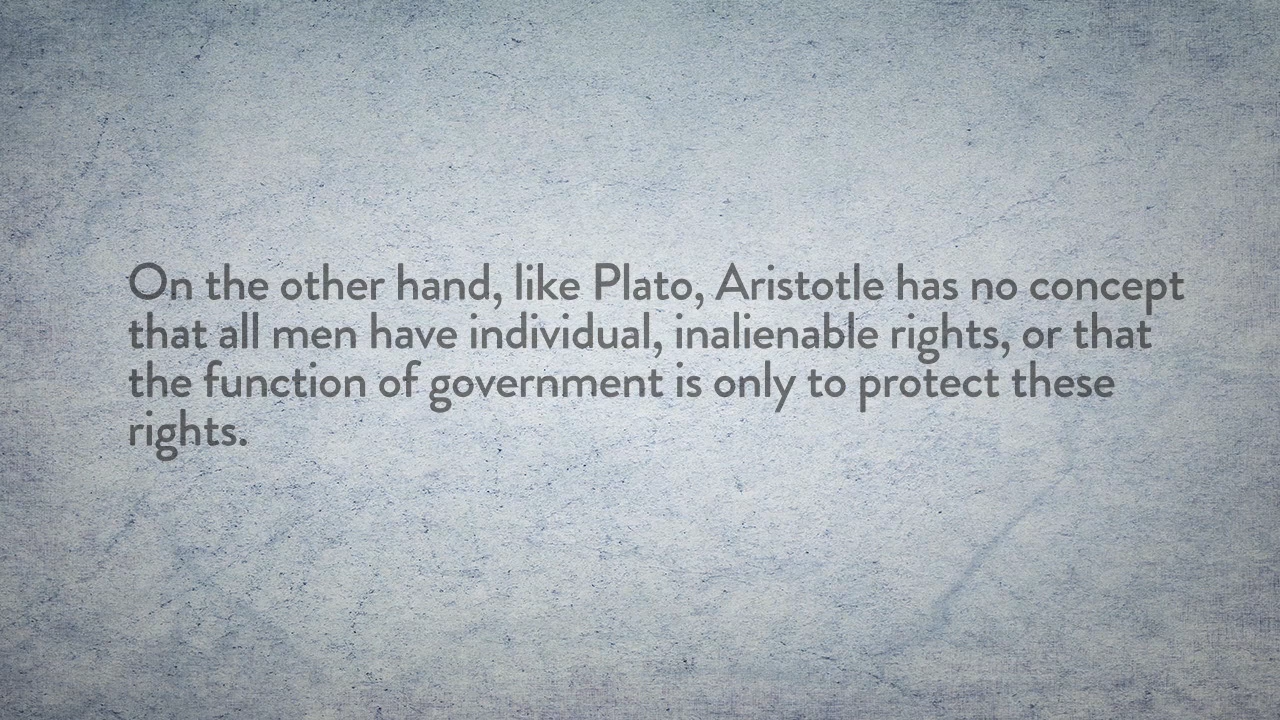 On the other hand, like Plato, Aristotle has no concept
that all men have individual, inalienable rights, or that
the function of government is only to protect these
rights.